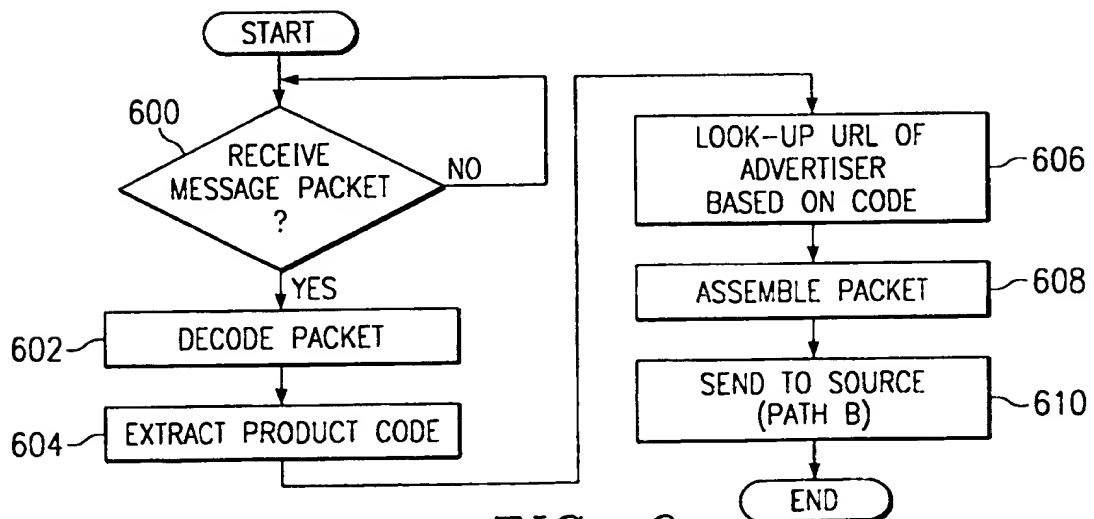 START
600
RECEIVE
MESSAGE PACKET
?
NO
YES
602
DECODE PACKET
604
EXTRACT PRODUCT CODE
LOOK-UP URL OF
ADVERTISER
BASED ON CODE
606
ASSEMBLE PACKET
608
SEND TO SOURCE
(PATH B)
610
END